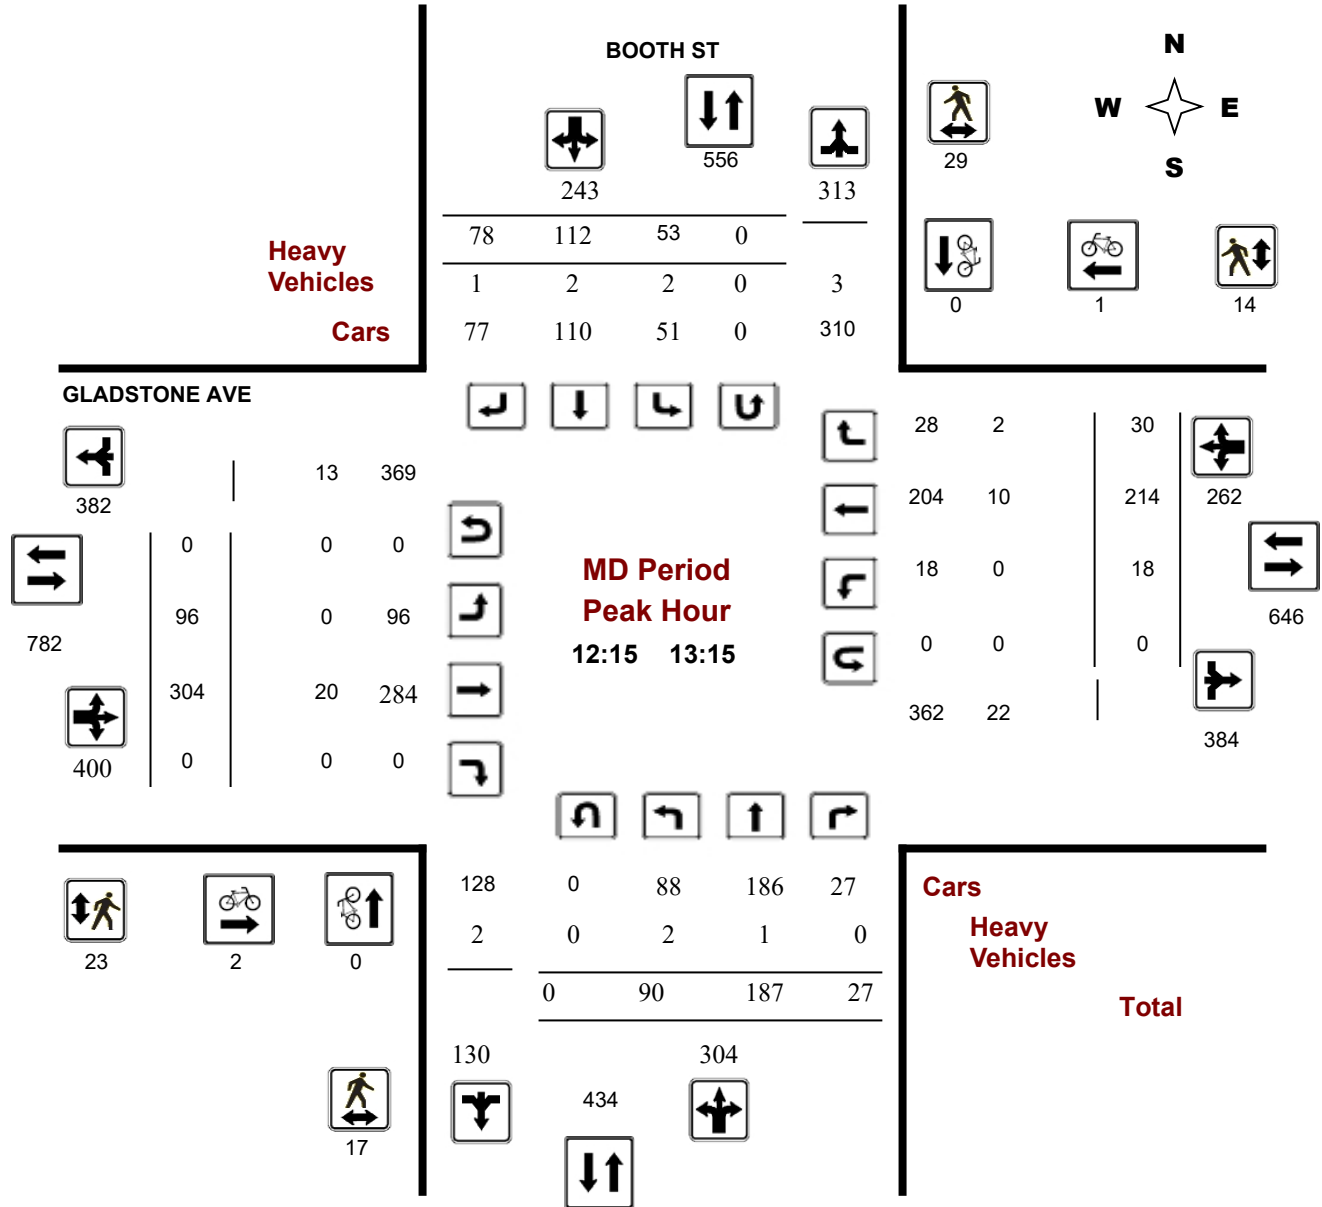 BOOTH ST
N
W E
S
556
243
313
29
78 112 53 0
Heavy
Vehicles
1 2 2 0 3
Cars
77 110 51 0 310
0 1 14
GLADSTONE AVE
28 2 30
13 369
382
204 10 214 262
0 0 0
MD Period
18 0 18
96 0 96
Peak Hour
646
782
12:15 13:15
0 0 0
304 20 284
362 22
384
400
0 0 0
128 0 88 186 27
Cars
2 0 2 1 0
Heavy
Vehicles
23 2 0
0 90 187 27
Total
130 304
434
17